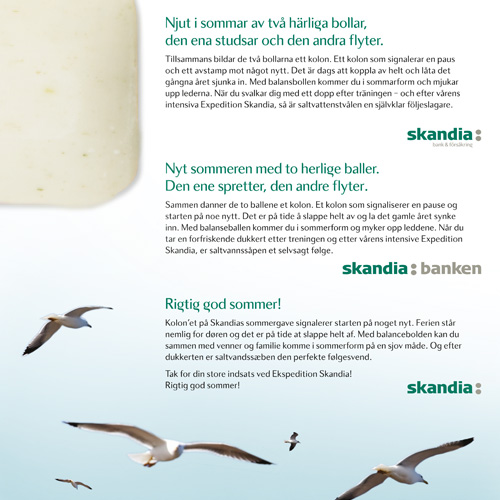 Njut i sommar av två härliga bollar,
den ena studsar och den andra flyter.
Tillsammans bildar de två bollarna ett kolon. Ett kolon som signalerar en paus
och ett avstamp mot något nytt. Det är dags att koppla av helt och låta det
gångna året sjunka in. Med balansbollen kommer du i sommarform och mjukar
upp lederna. När du svalkar dig med ett dopp efter träningen – och efter vårens
intensiva Expedition Skandia, så är saltvattenstvålen en självklar följeslagare.
skandia:
bank & försäkring
Nyt sommeren med to herlige baller.
Den ene spretter, den andre flyter.
Sammen danner de to ballene et kolon. Et kolon som signaliserer en pause og
starten på noe nytt. Det er på tide å slappe helt av og la det gamle året synke
inn. Med balanseballen kommer du i sommerform og myker opp leddene. Når du
tar en forfriskende dukkert etter treningen og etter vårens intensive Expedition
Skandia, er saltvannssåpen et selvsagt følge.
skandia:banken
Rigtig god sommer!
Kolon'et på Skandias sommergave signalerer starten på noget nyt. Ferien står
nemlig for døren og det er på tide at slappe helt af. Med balancebolden kan du
sammen med venner og familie komme i sommerform på en sjov måde. Og efter
dukkerten er saltvandssæben den perfekte følgesvend.
Tak for din store indsats ved Ekspedition Skandia!
Rigtig god sommer!
skandia: